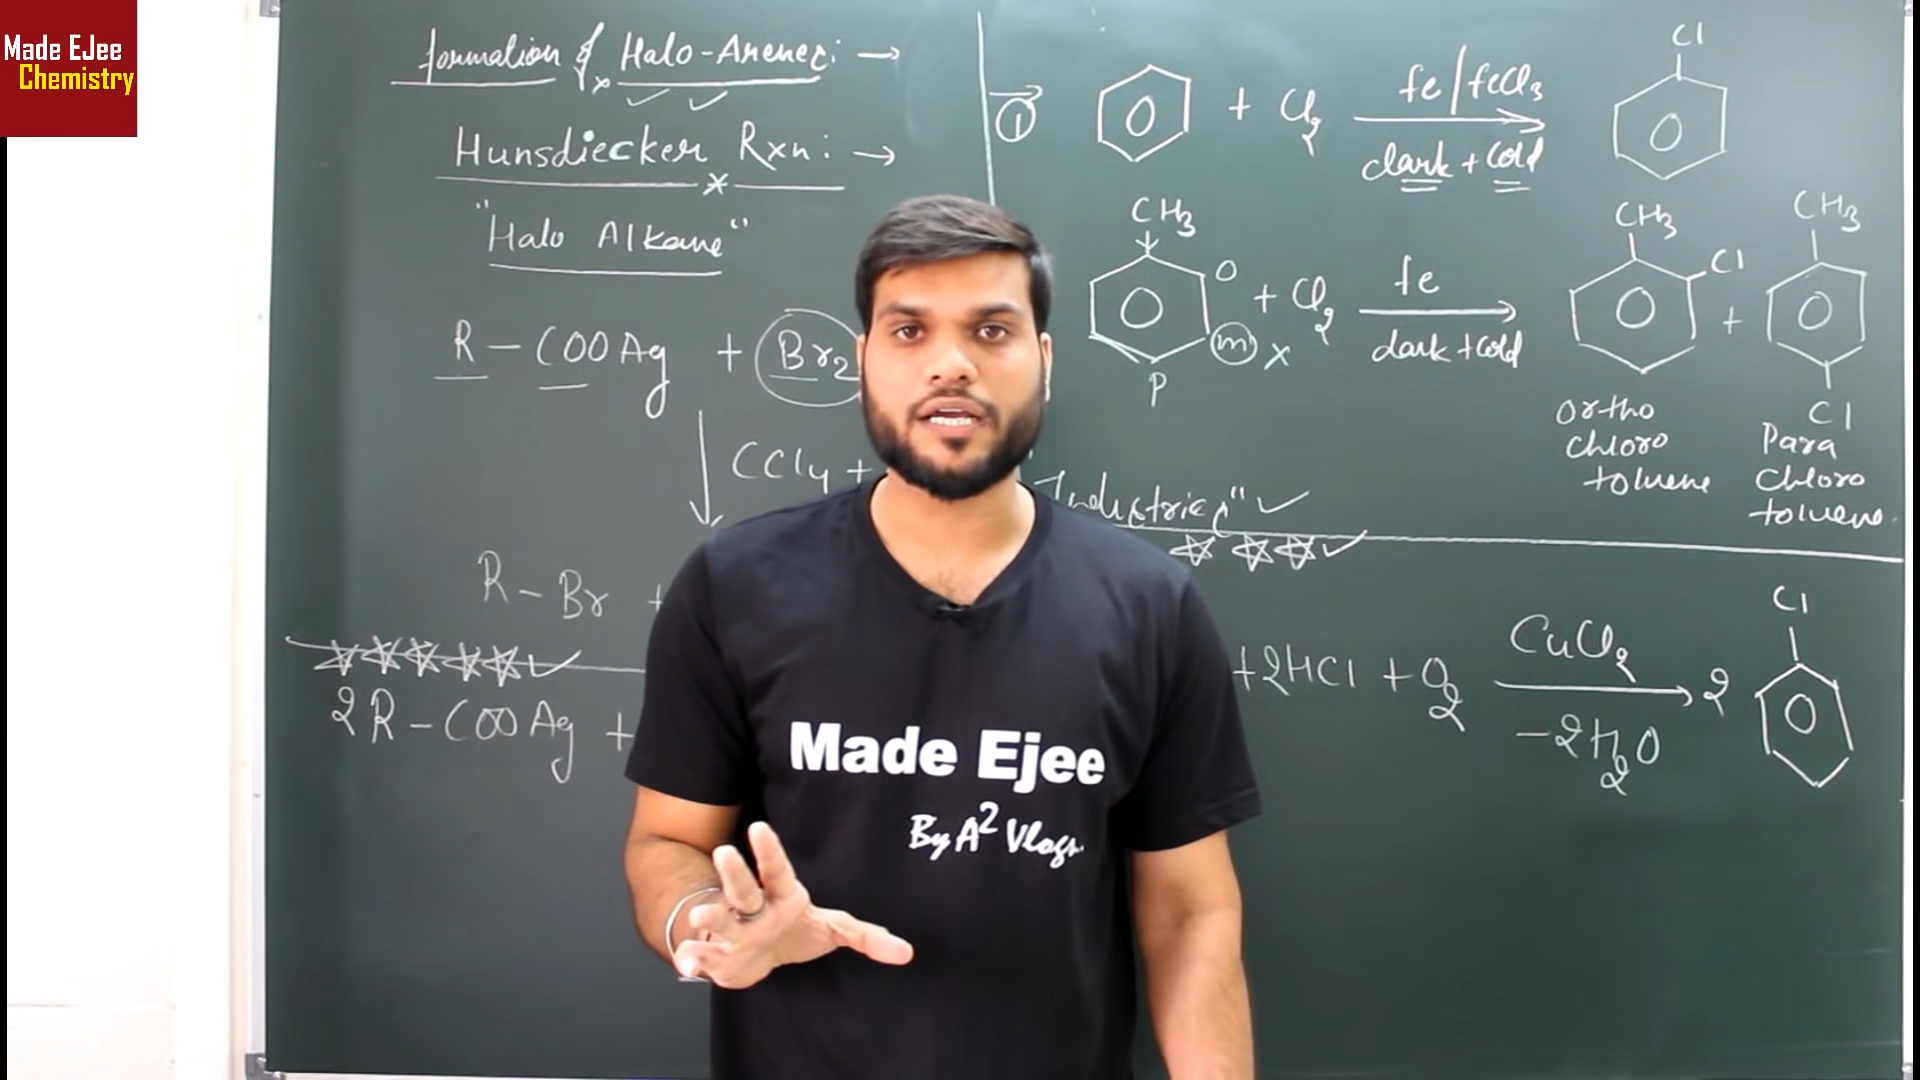 Made EJee
Chemistry
formation of Halo-Arenes: →
Hunsdiecker Rxn: →
"Halo Alkane"
R - COOAg + Br2
CCl4 +
R - Br +
2R - COOAg +
① + Cl2 fe/feCl3 Cl
dark + cold
CH3 CH3 CH3
O + Cl2 fe Cl +
m x dark + cold
P Cl
Ortho
chloro
toluene
Para
Chloro
toluene.
Industries" ✓
+2HCl + O2 CuCl2 2 Cl
-2H2O
Made Ejee
By A2 Vlogs.